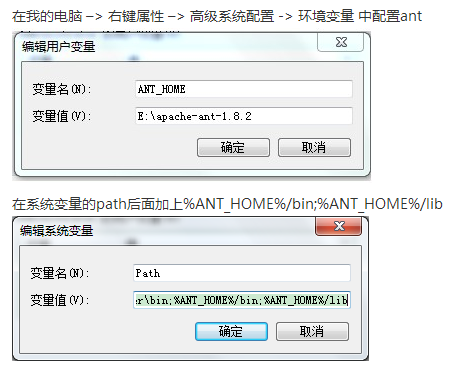 在我的电脑 –> 右键属性 –> 高级系统配置 -> 环境变量 中配置ant
编辑用户变量
变量名(N): ANT_HOME
变量值(V): E:\apache-ant-1.8.2
确定 取消
在系统变量的path后面加上%ANT_HOME%/bin;%ANT_HOME%/lib
编辑系统变量
变量名(N): Path
变量值(V): er\bin;%ANT_HOME%/bin;%ANT_HOME%/lib
确定 取消